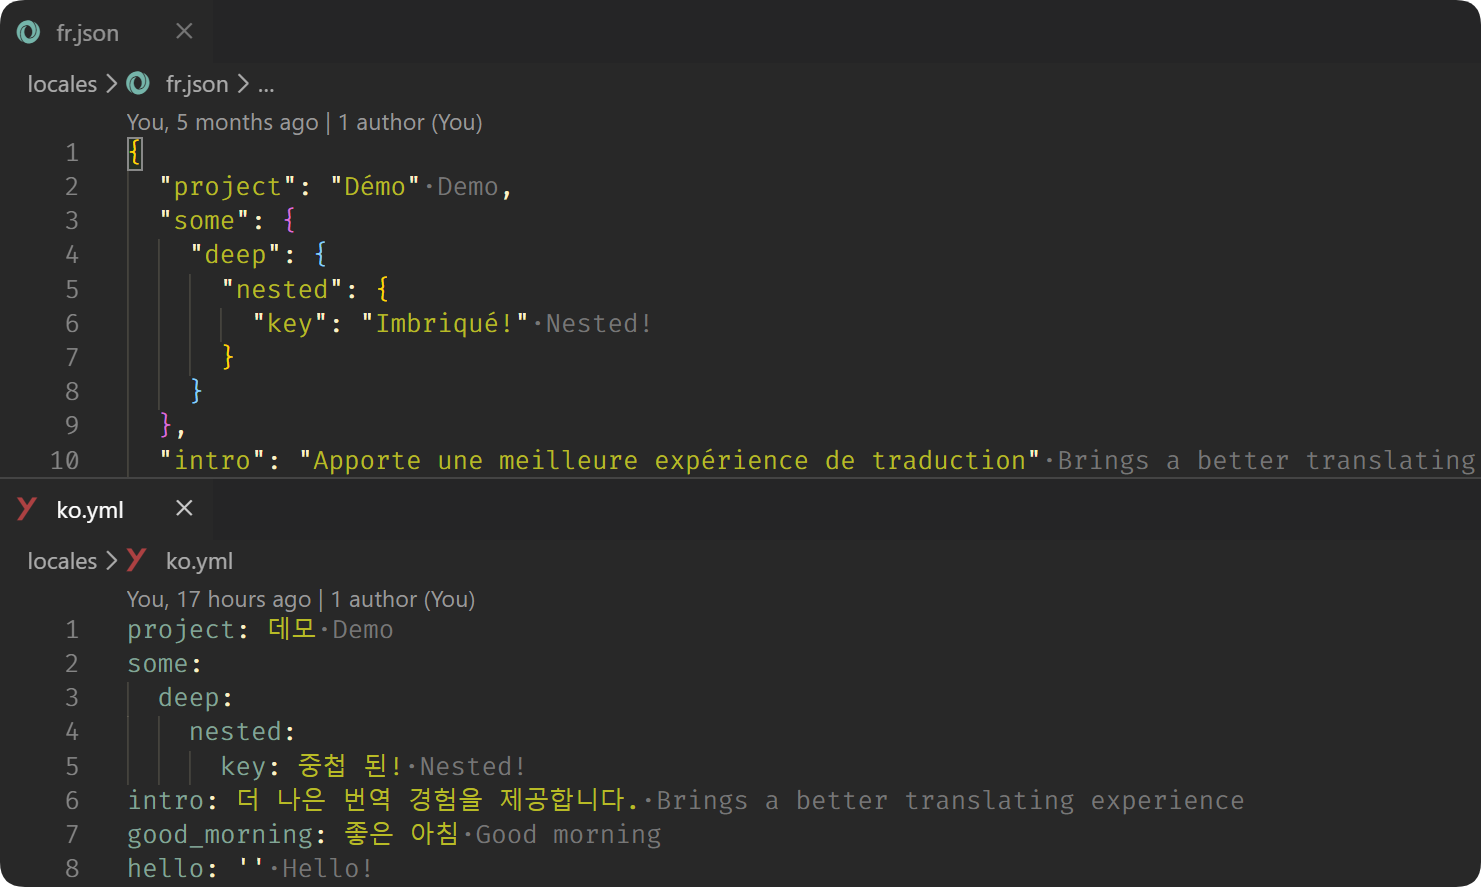 fr.json
locales > fr.json > ...
You, 5 months ago | 1 author (You)
1 {
2 "project": "Démo"·Demo,
3 "some": {
4 "deep": {
5 "nested": {
6 "key": "Imbriqué!"·Nested!
7 }
8 }
9 },
10 "intro": "Apporte une meilleure expérience de traduction"·Brings a better translating
ko.yml
locales > ko.yml
You, 17 hours ago | 1 author (You)
1 project: 데모·Demo
2 some:
3 deep:
4 nested:
5 key: 중첩 된!·Nested!
6 intro: 더 나은 번역 경험을 제공합니다.·Brings a better translating experience
7 good_morning: 좋은 아침·Good morning
8 hello: ''·Hello!